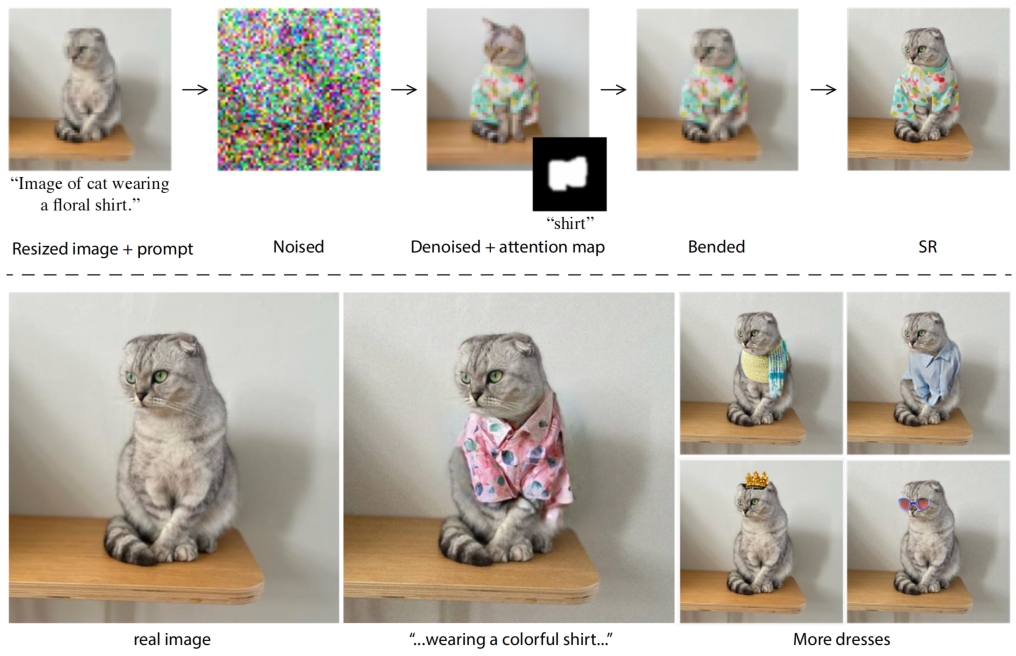 “Image of cat wearing
a floral shirt.”
“shirt”
Resized image + prompt
Noised
Denoised + attention map
Bended
SR
real image
“...wearing a colorful shirt...”
More dresses